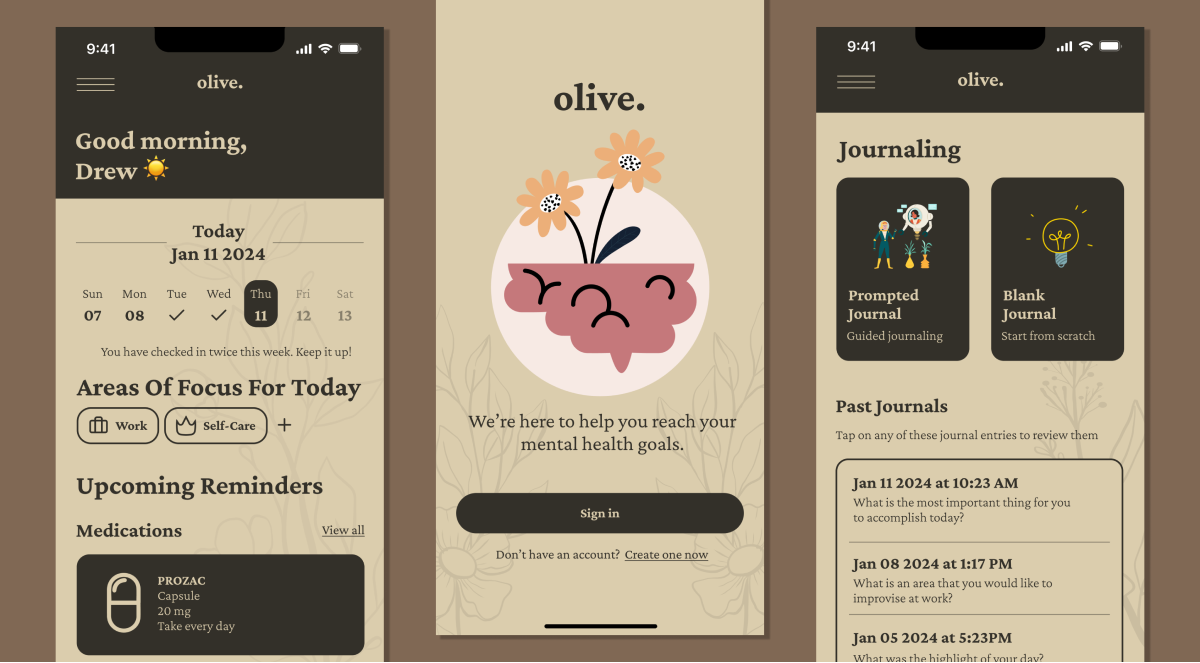 9:41
olive.
Good morning,
Drew
Today
Jan 11 2024
Sun Mon Tue Wed Thu Fri Sat
07 08 11 12 13
You have checked in twice this week. Keep it up!
Areas Of Focus For Today
Work Self-Care +
Upcoming Reminders
Medications View all
PROZAC
Capsule
20 mg
Take every day
olive.
We're here to help you reach your
mental health goals.
Sign in
Don't have an account? Create one now
9:41
olive.
Journaling
Prompted
Journal
Guided journaling
Blank
Journal
Start from scratch
Past Journals
Tap on any of these journal entries to review them
Jan 11 2024 at 10:23 AM
What is the most important thing for you
to accomplish today?
Jan 08 2024 at 1:17 PM
What is an area that you would like to
improvise at work?
Jan 05 2024 at 5:23PM
What was the highlight of your day?